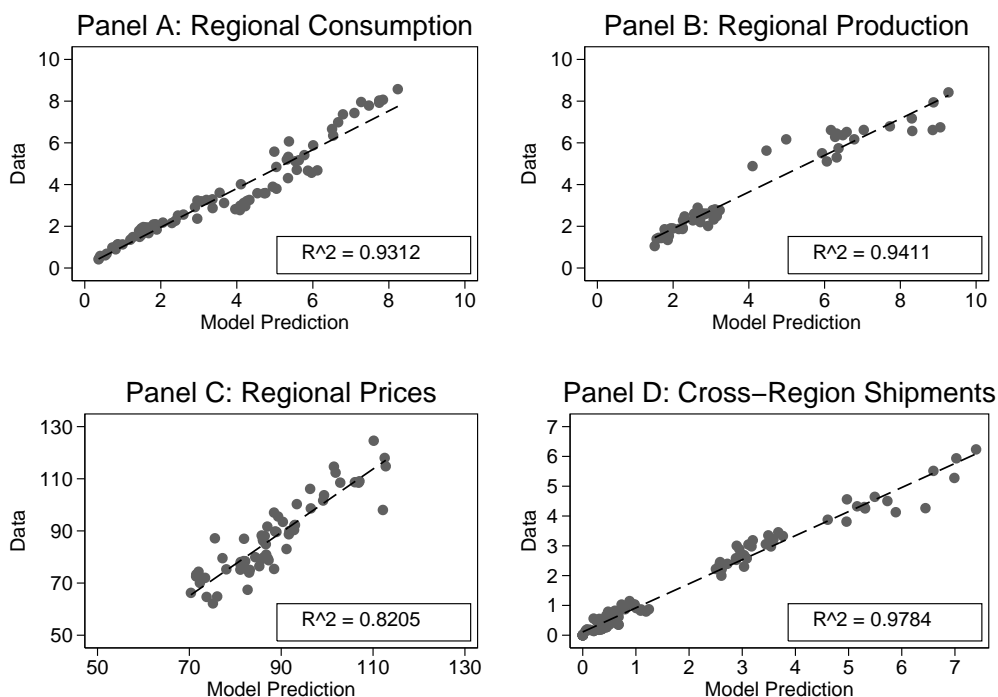 Panel A: Regional Consumption
10
8
6
4
2
0
Data
0 2 4 6 8 10
Model Prediction
R^2 = 0.9312
Panel B: Regional Production
10
8
6
4
2
0
Data
0 2 4 6 8 10
Model Prediction
R^2 = 0.9411
Panel C: Regional Prices
130
110
90
70
50
Data
50 70 90 110 130
Model Prediction
R^2 = 0.8205
Panel D: Cross−Region Shipments
7
6
5
4
3
2
1
0
Data
0 1 2 3 4 5 6 7
Model Prediction
R^2 = 0.9784